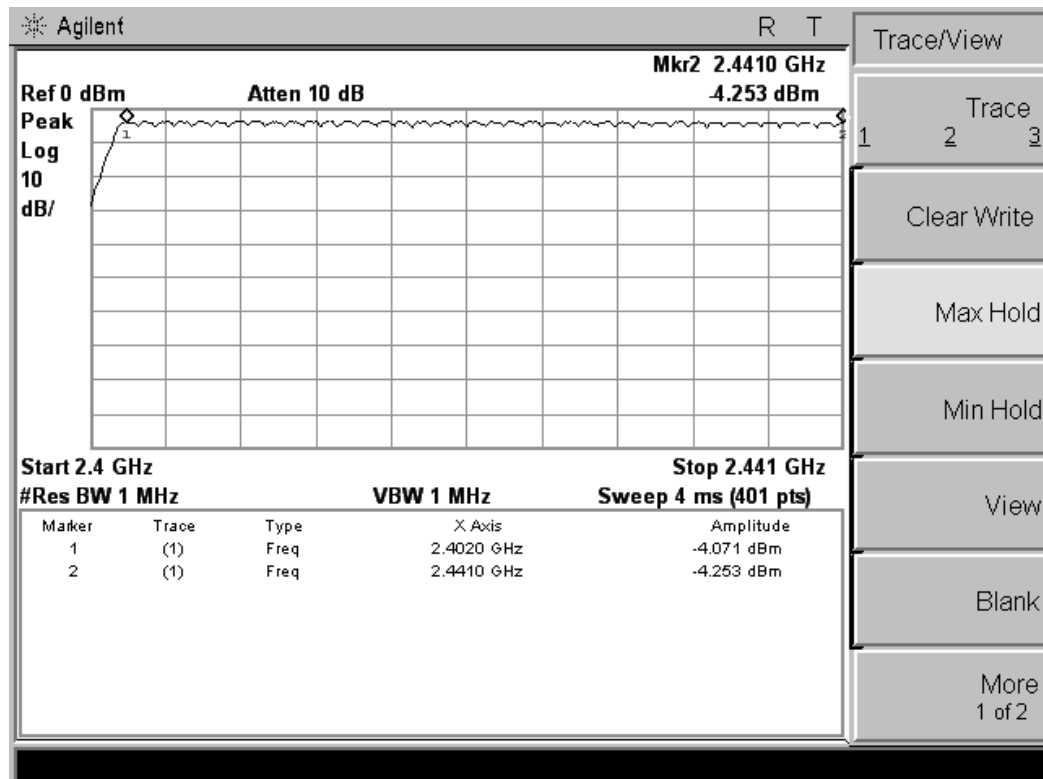 Agilent R T
Mkr2 2.4410 GHz
Ref 0 dBm Atten 10 dB -4.253 dBm
Peak
Log
10
dB/
1
2
Start 2.4 GHz Stop 2.441 GHz
#Res BW 1 MHz VBW 1 MHz Sweep 4 ms (401 pts)
Marker Trace Type X Axis Amplitude
1 (1) Freq 2.4020 GHz -4.071 dBm
2 (1) Freq 2.4410 GHz -4.253 dBm
Trace/View
Trace
1 2 3
Clear Write
Max Hold
Min Hold
View
Blank
More
1 of 2